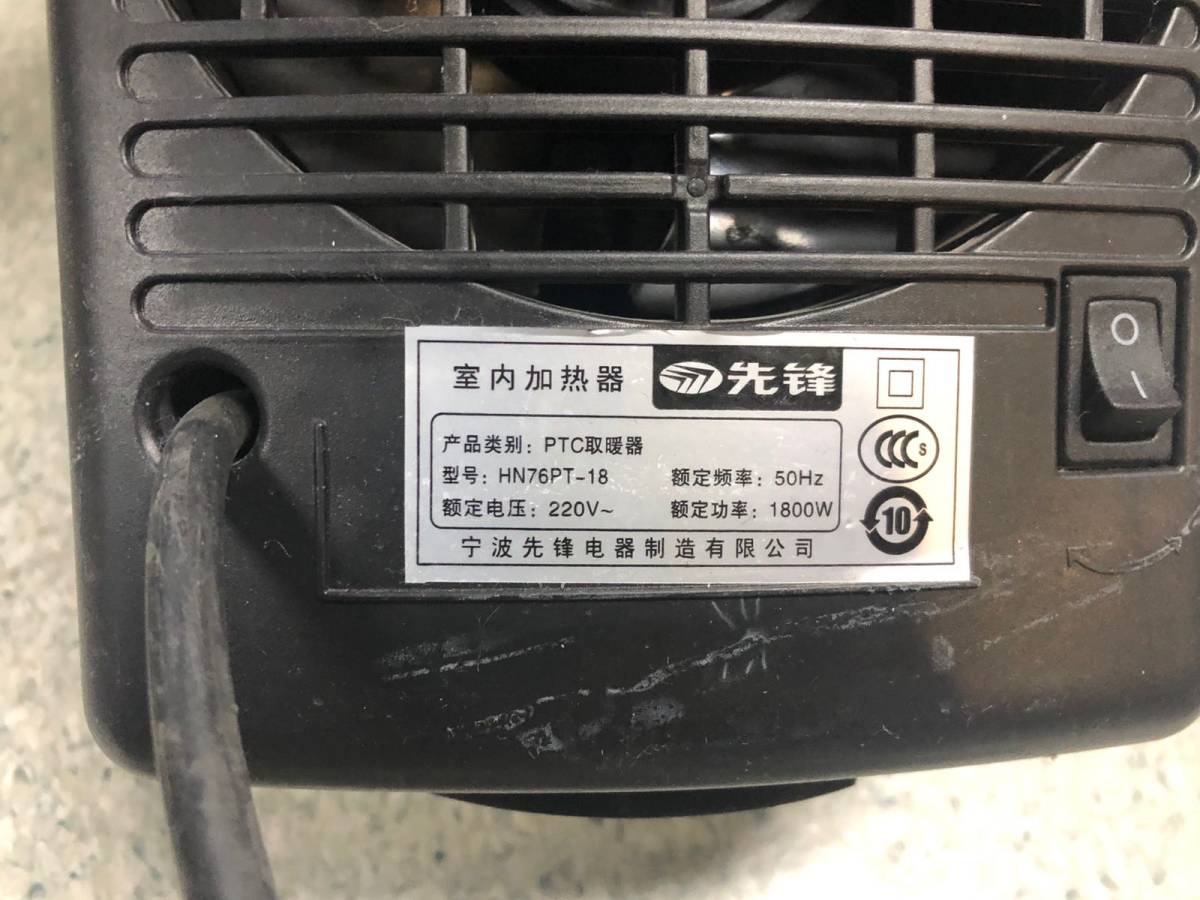 室内加热器 先锋
产品类别：PTC取暖器
型号：HN76PT-18 额定频率：50Hz
额定电压：220V~ 额定功率：1800W
宁波先锋电器制造有限公司
CCC S
10
O
I